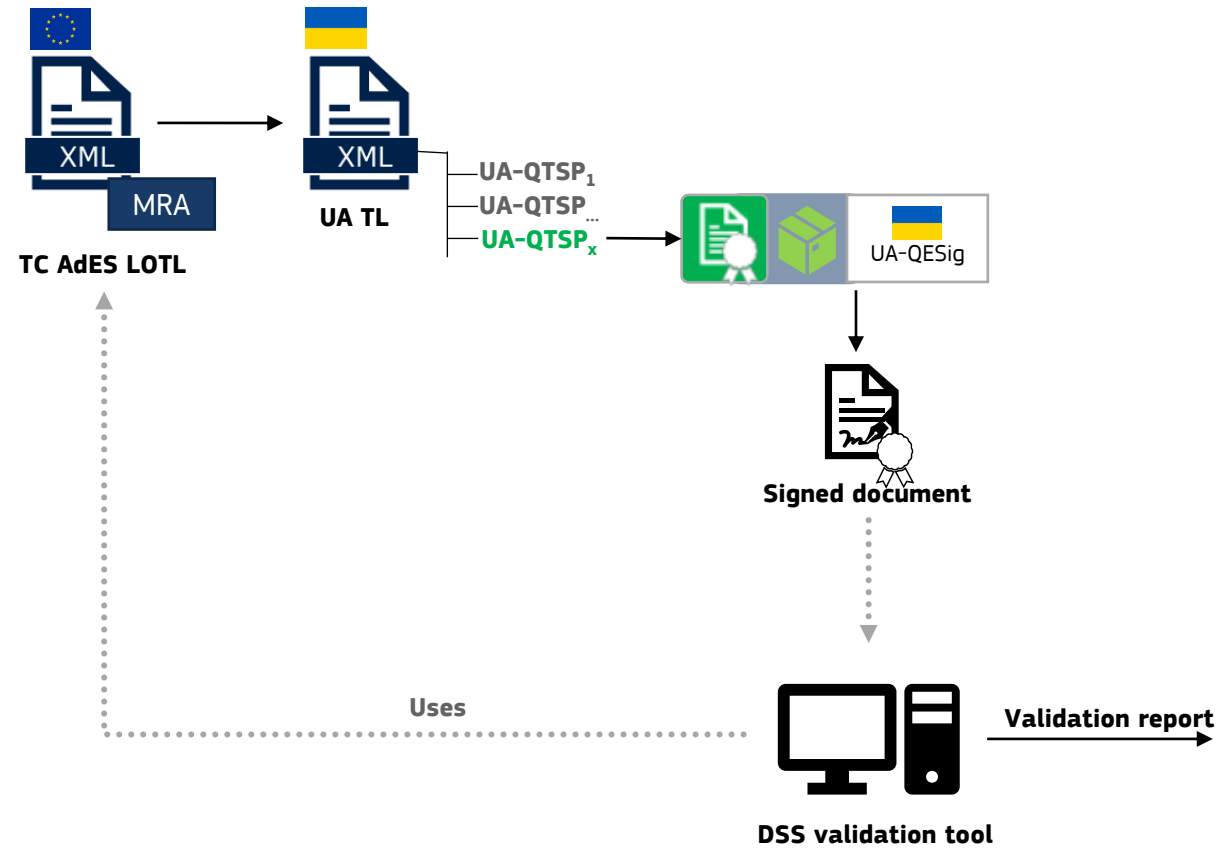 XML
MRA
TC AdES LOTL
XML
UA TL
UA-QTSP₁
UA-QTSP...
UA-QTSPₓ
UA-QESig
Signed document
Uses
Validation report
DSS validation tool